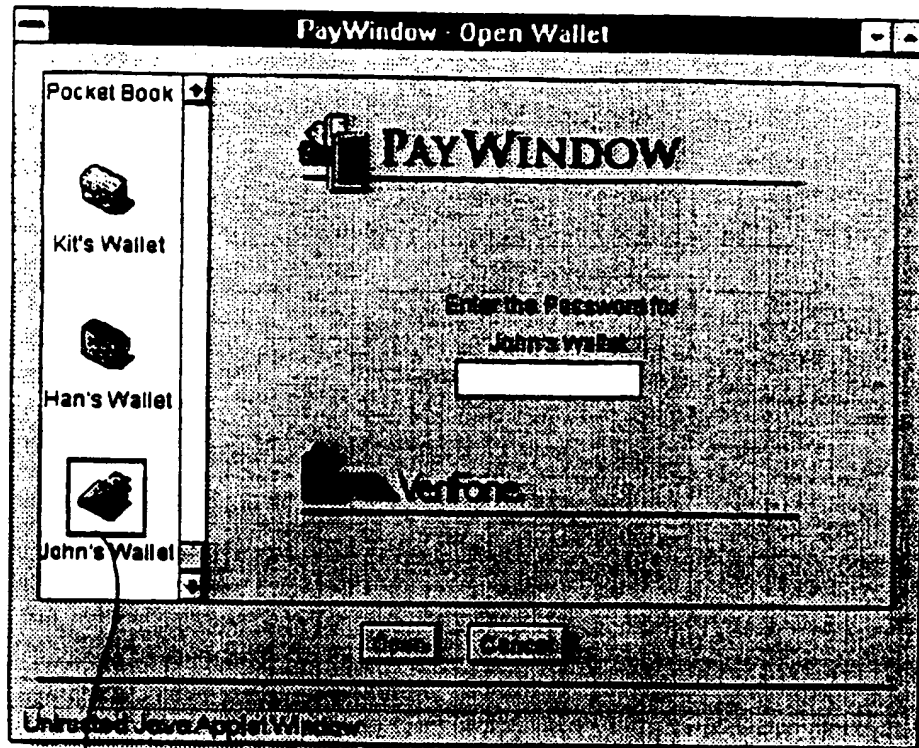 PayWindow - Open Wallet
Pocket Book
Kit's Wallet
Han's Wallet
John's Wallet
PAYWINDOW
Enter the Password for
John's Wallet
VeriFone
Open
Cancel
Untrusted Java Applet Window